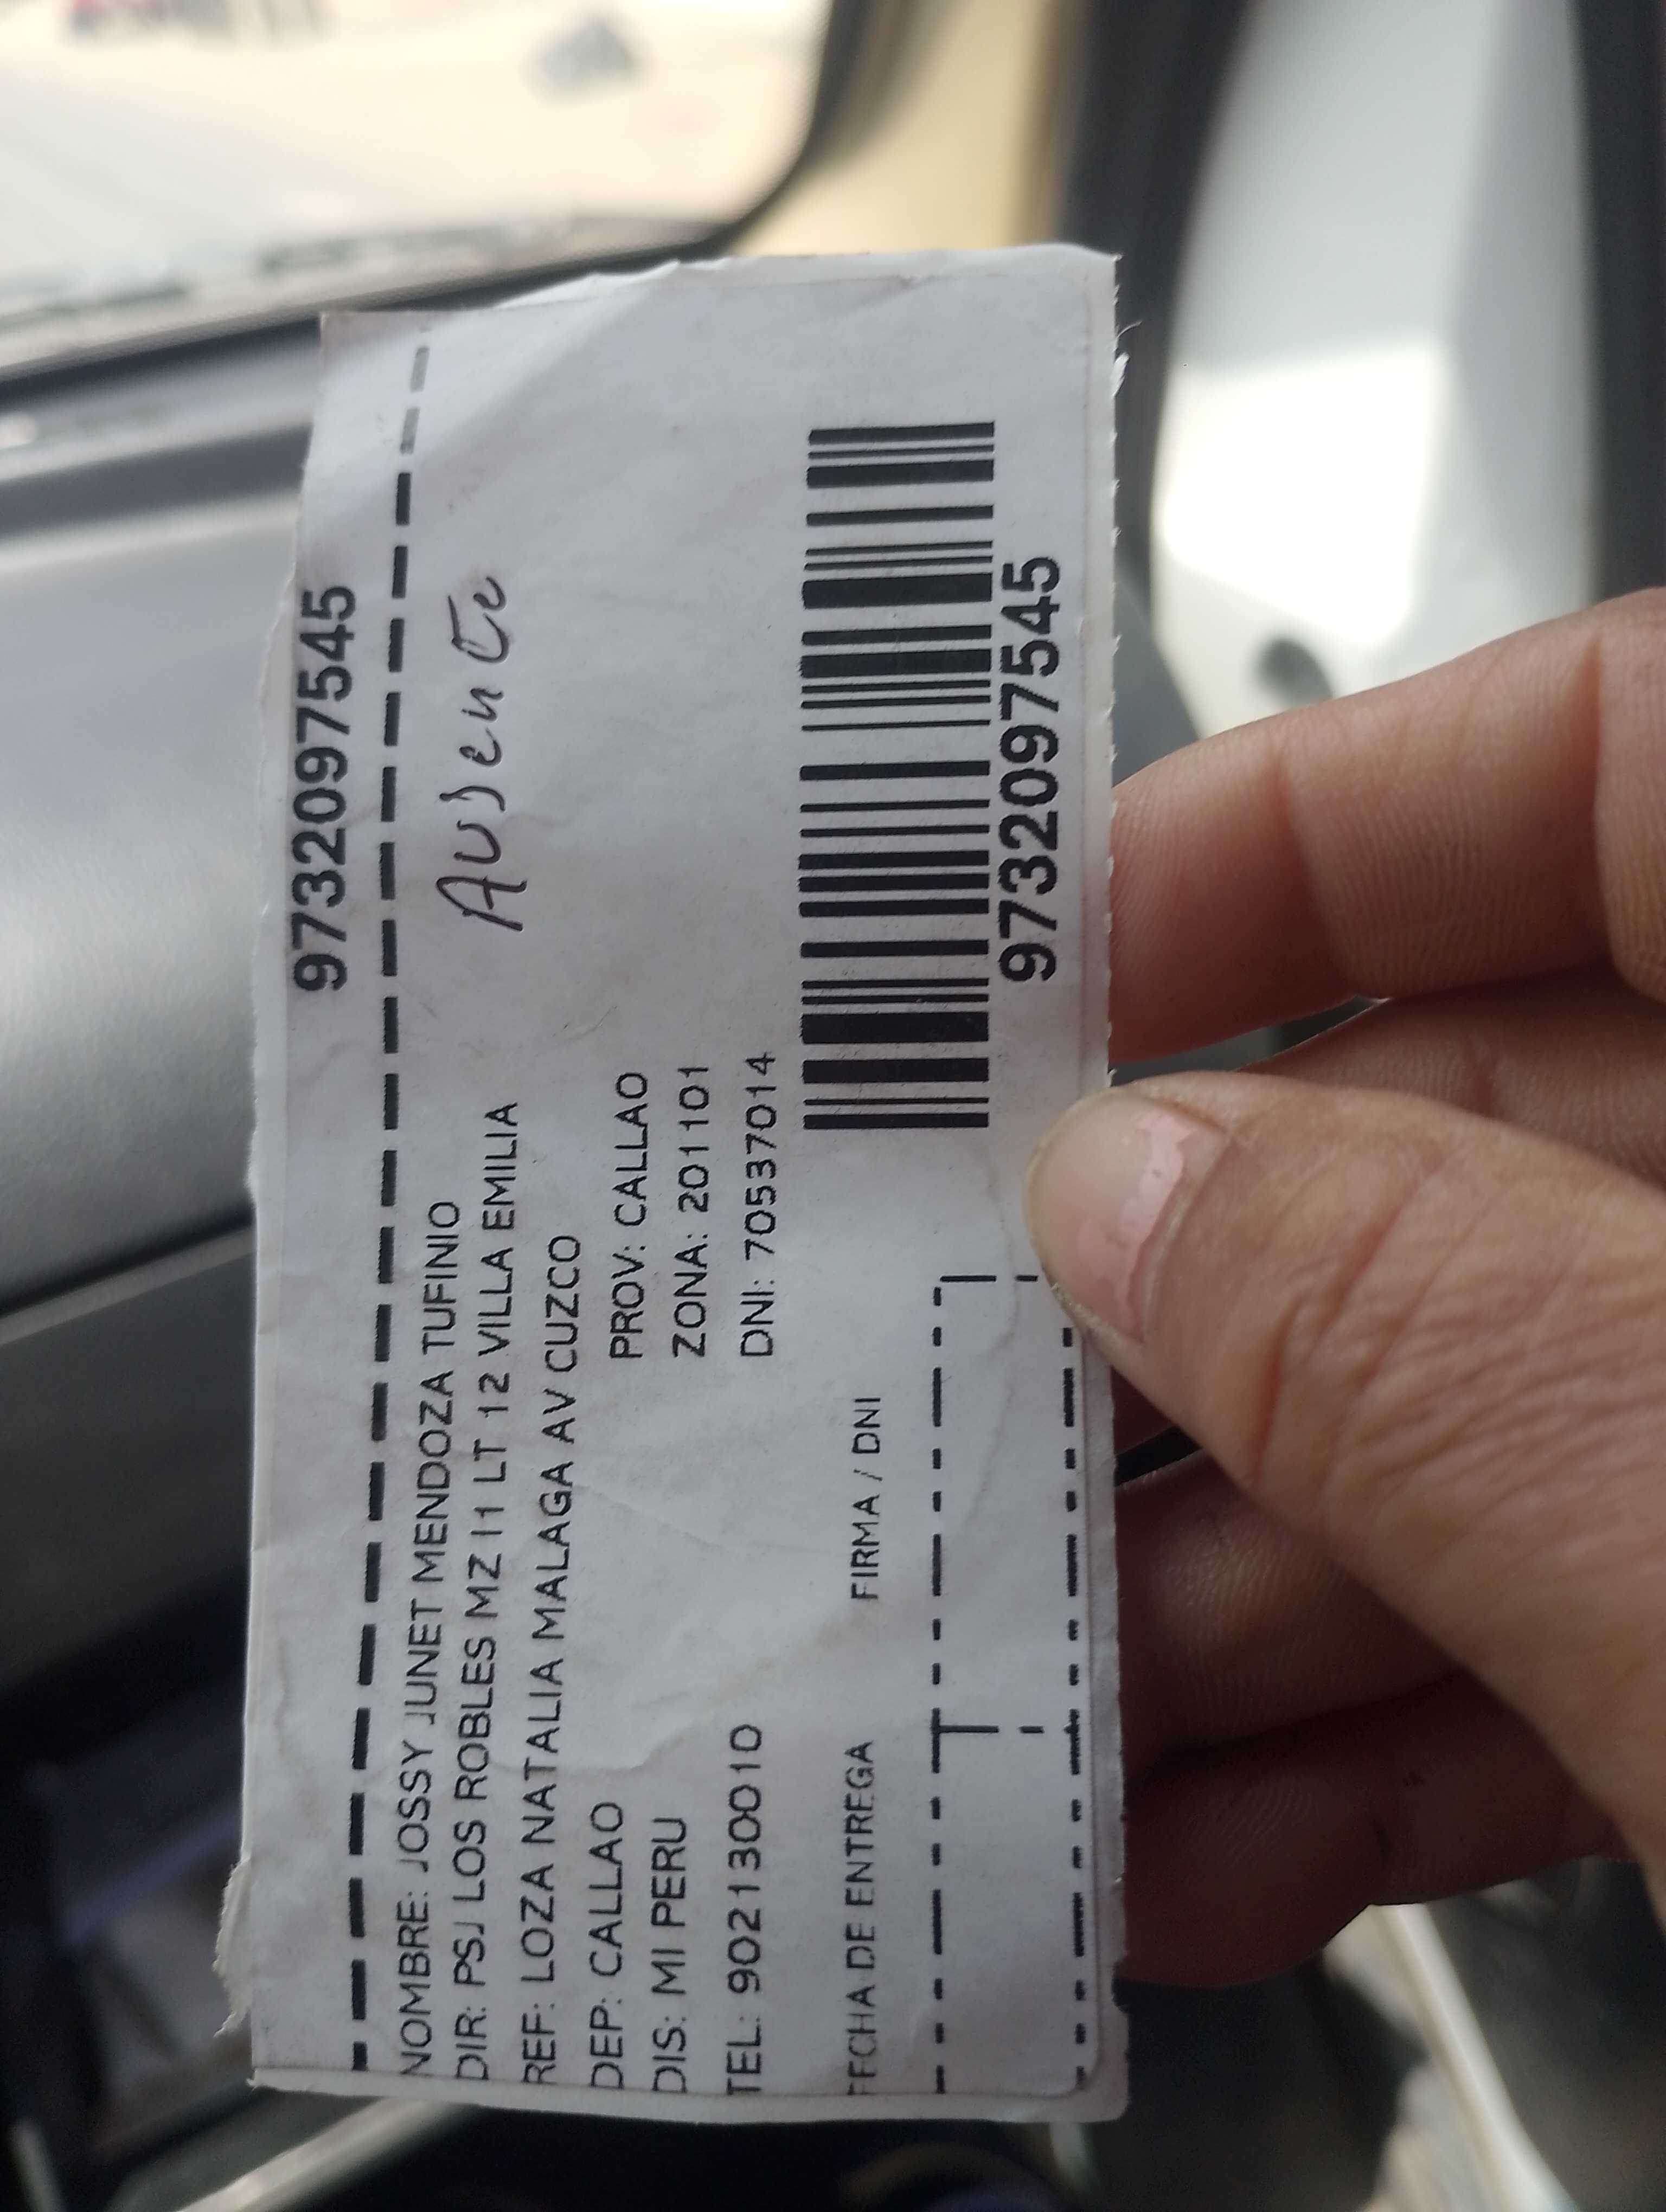 9732097545
NOMBRE: JOSSY JUNET MENDOZA TUFINIO
Ausente
DIR: PSJ LOS ROBLES MZ I1 LT 12 VILLA EMILIA
REF: LOZA NATALIA MALAGA AV CUZCO
DEP: CALLAO PROV: CALLAO
DIS: MI PERU ZONA: 201101
TEL: 902130010 DNI: 70537014
FECHA DE ENTREGA FIRMA / DNI
9732097545